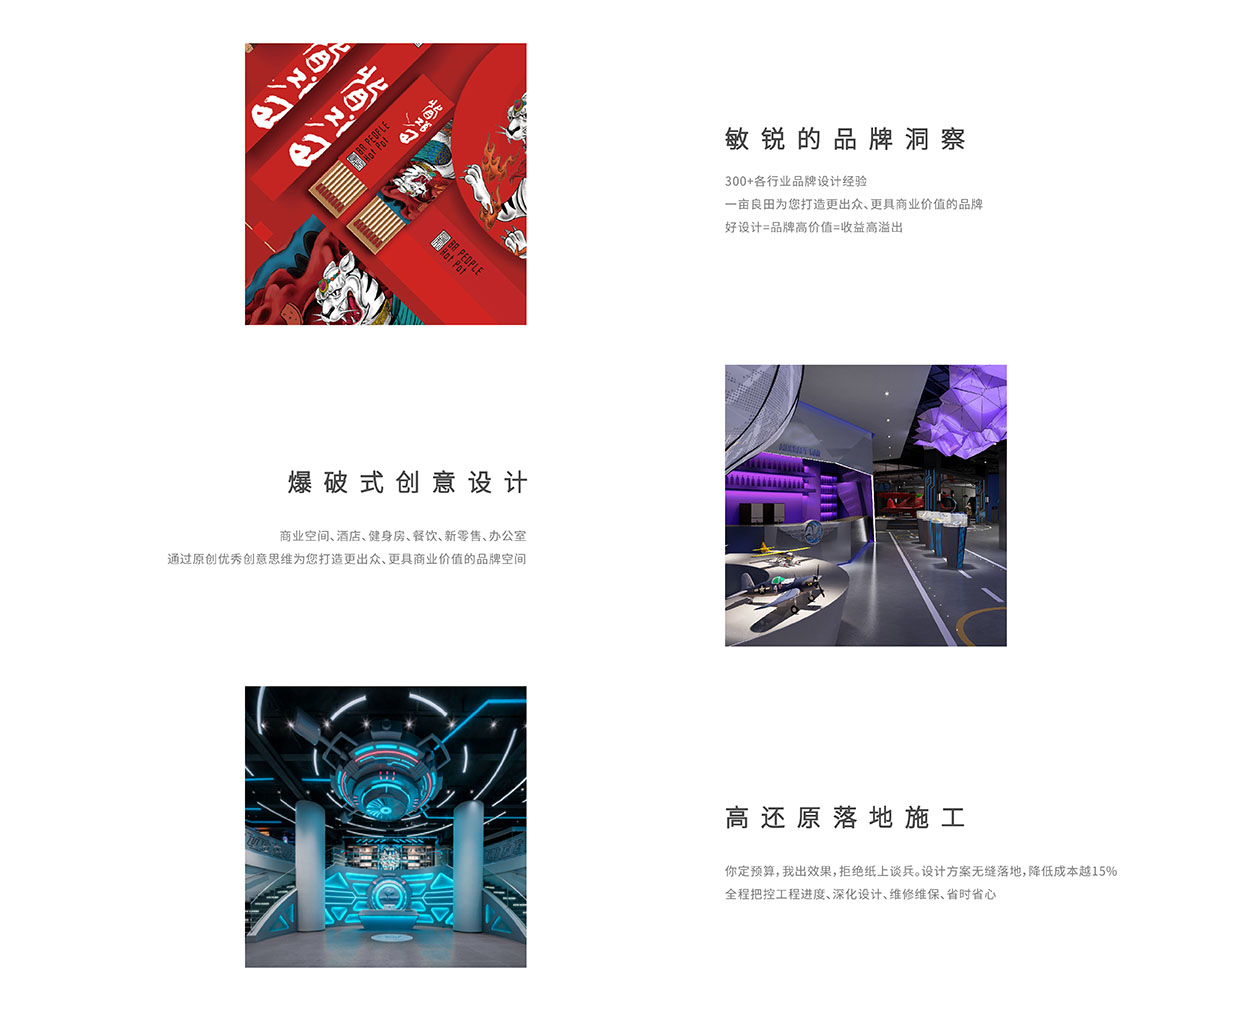 BA PEOPLE
Hot Pot
BA PEOPLE
Hot Pot
敏锐的品牌洞察
300+各行业品牌设计经验
一亩良田为您打造更出众、更具商业价值的品牌
好设计=品牌高价值=收益高溢出
爆破式创意设计
商业空间、酒店、健身房、餐饮、新零售、办公室
通过原创优秀创意思维为您打造更出众、更具商业价值的品牌空间
高还原落地施工
你定预算，我出效果，拒绝纸上谈兵。设计方案无缝落地，降低成本越15%
全程把控工程进度、深化设计、维修维保、省时省心